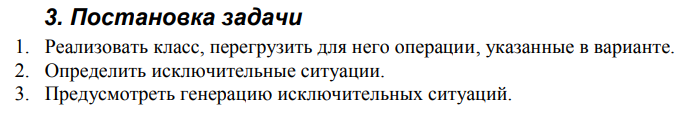 3. Постановка задачи
1. Реализовать класс, перегрузить для него операции, указанные в варианте.
2. Определить исключительные ситуации.
3. Предусмотреть генерацию исключительных ситуаций.